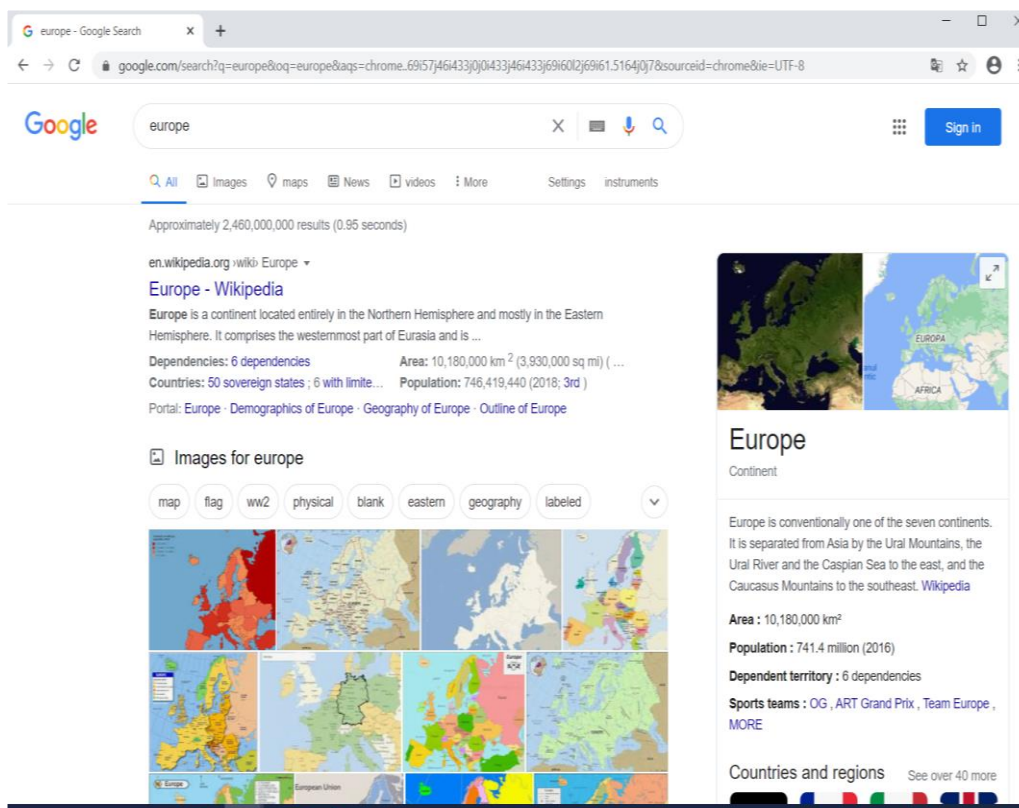 europe - Google Search
google.com/search?q=europe&oq=europe&aqs=chrome..69i57j46i433j0j0i433j46i433j69i60l2j69i61.5164j0j7&sourceid=chrome&ie=UTF-8
Google
europe
Sign in
All Images maps News videos More Settings instruments
Approximately 2,460,000,000 results (0.95 seconds)
en.wikipedia.org ›wiki› Europe
Europe - Wikipedia
Europe is a continent located entirely in the Northern Hemisphere and mostly in the Eastern
Hemisphere. It comprises the westernmost part of Eurasia and is ...
Dependencies: 6 dependencies Area: 10,180,000 km 2 (3,930,000 sq mi) ( ...
Countries: 50 sovereign states ; 6 with limite... Population: 746,419,440 (2018; 3rd )
Portal: Europe · Demographics of Europe · Geography of Europe · Outline of Europe
Images for europe
map flag ww2 physical blank eastern geography labeled
Europe
Europe
European Union
EUROPA
AFRICA
Europe
Continent
Europe is conventionally one of the seven continents.
It is separated from Asia by the Ural Mountains, the
Ural River and the Caspian Sea to the east, and the
Caucasus Mountains to the southeast. Wikipedia
Area : 10,180,000 km²
Population : 741.4 million (2016)
Dependent territory : 6 dependencies
Sports teams : OG , ART Grand Prix , Team Europe ,
MORE
Countries and regions See over 40 more